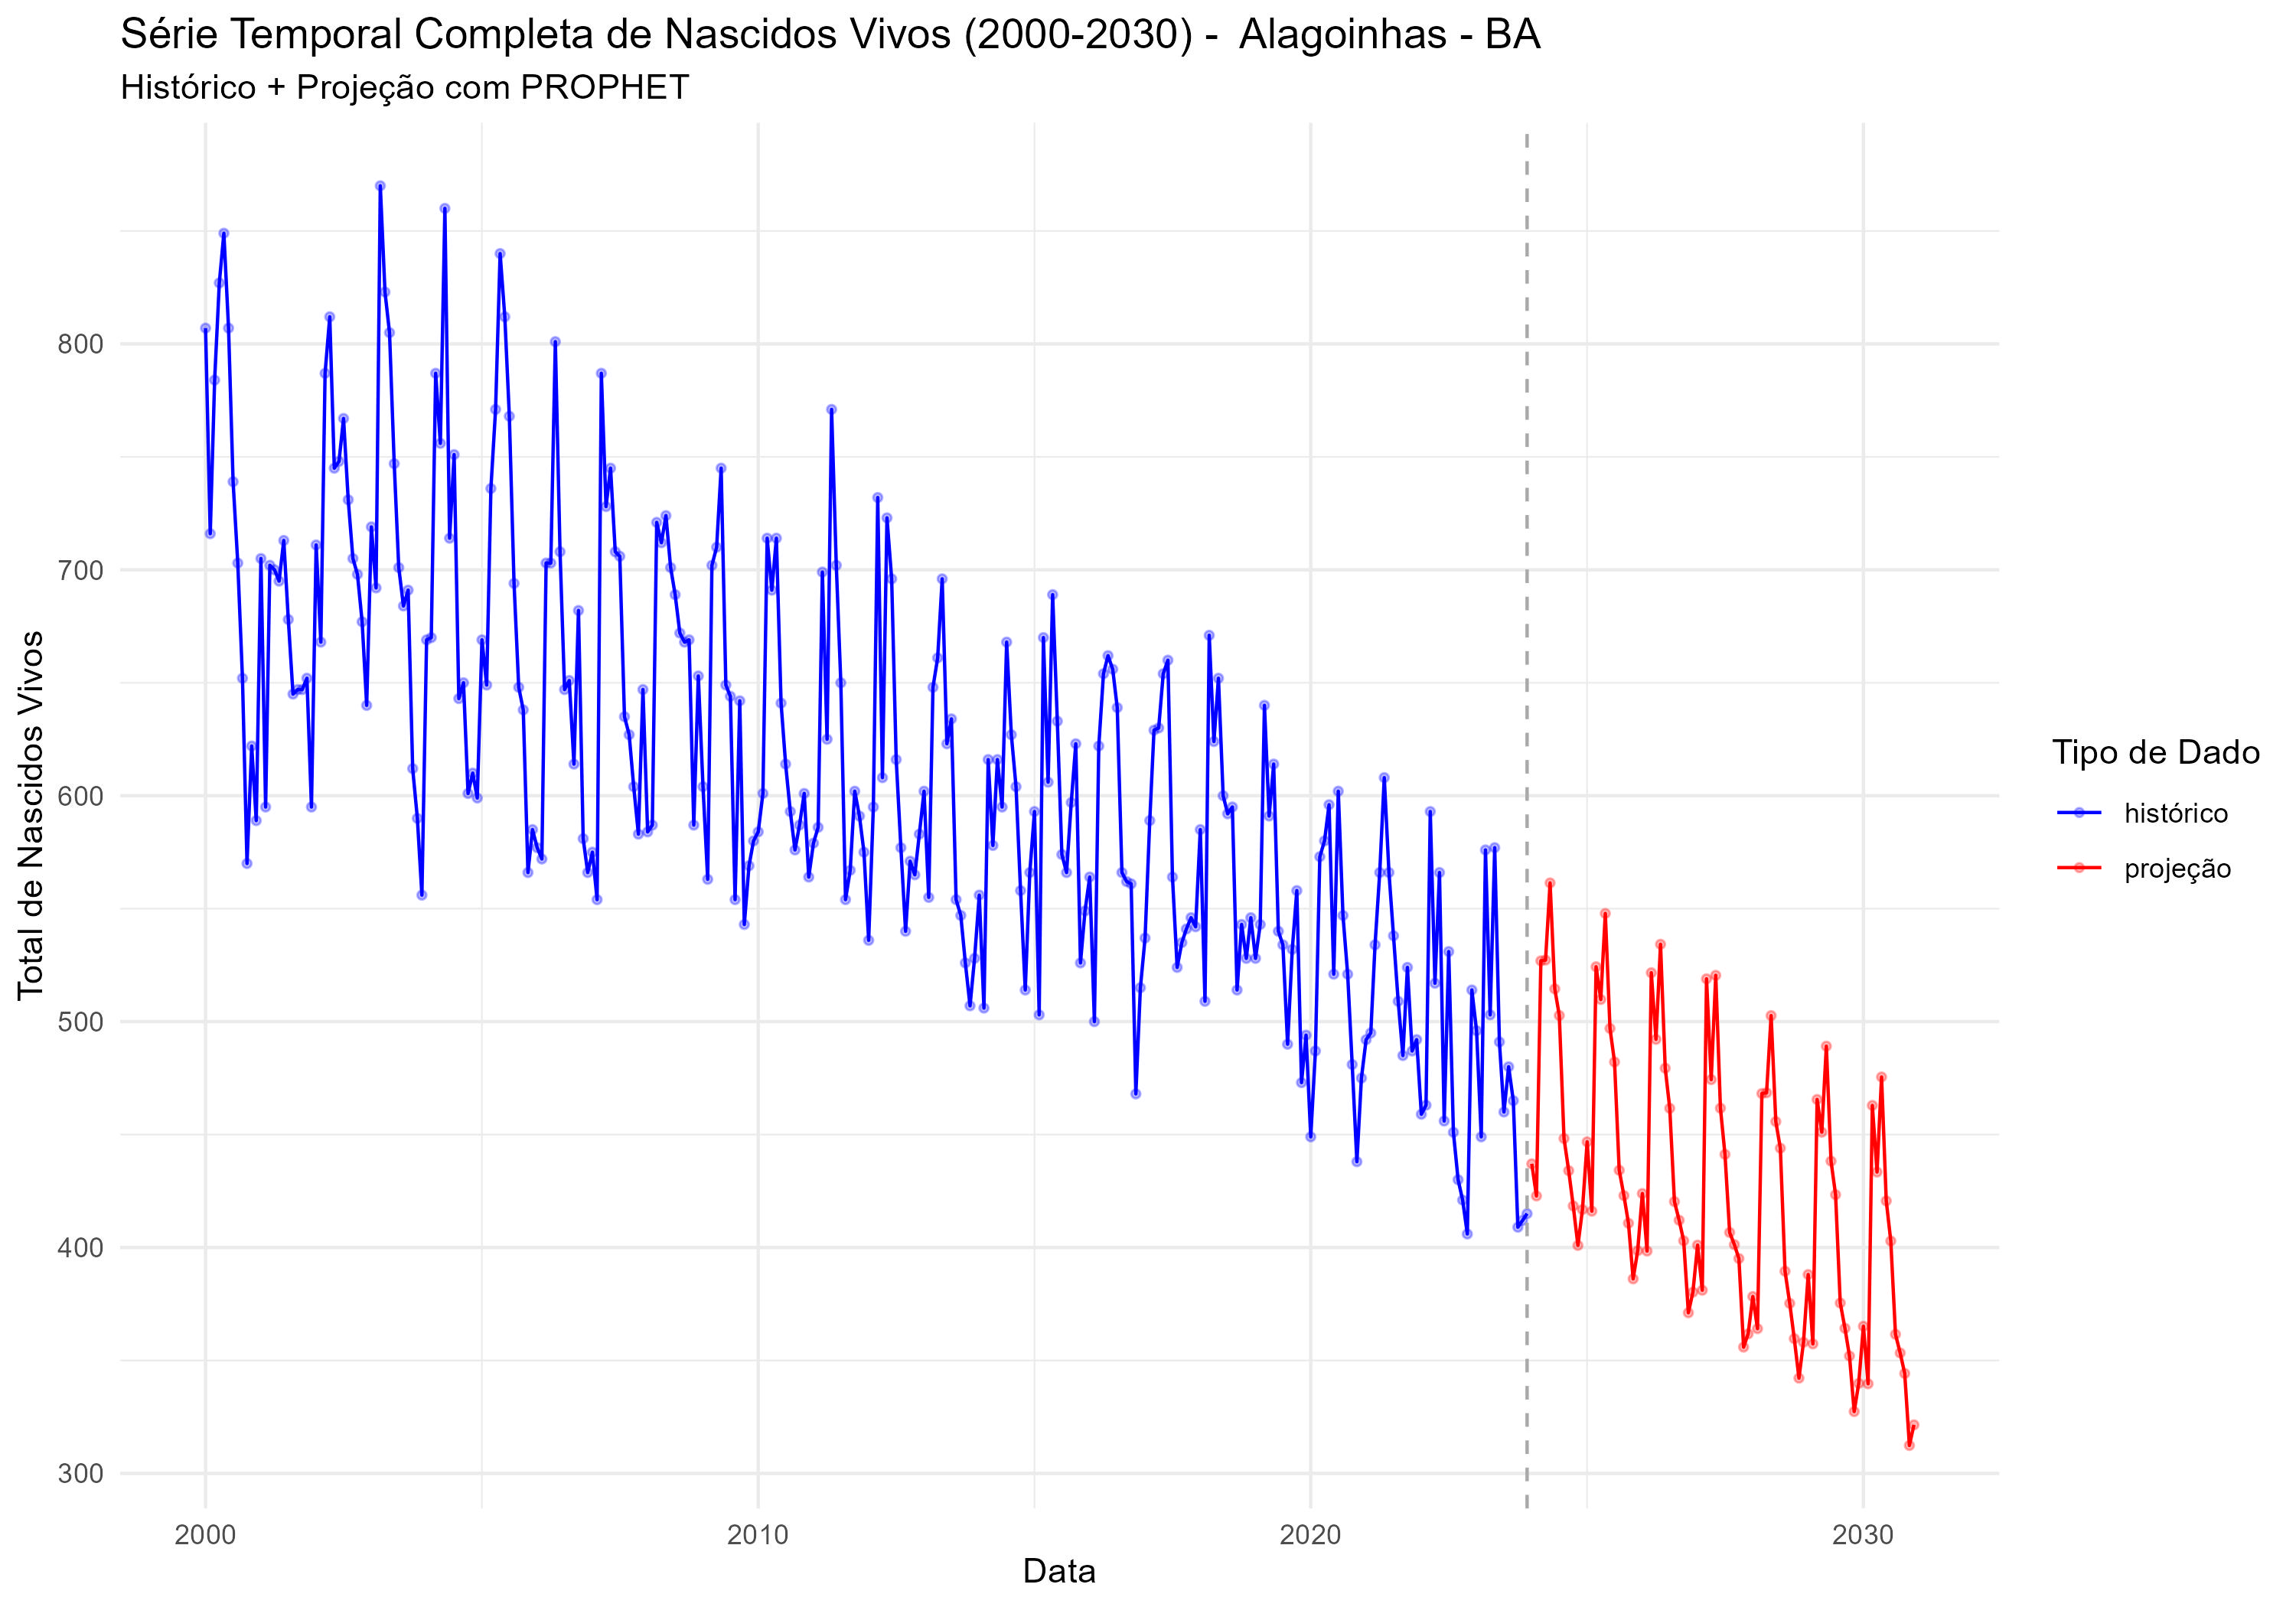 Série Temporal Completa de Nascidos Vivos (2000-2030) -  Alagoinhas - BA
Histórico + Projeção com PROPHET
Total de Nascidos Vivos
800
700
600
500
400
300
2000
2010
2020
2030
Data
Tipo de Dado
histórico
projeção